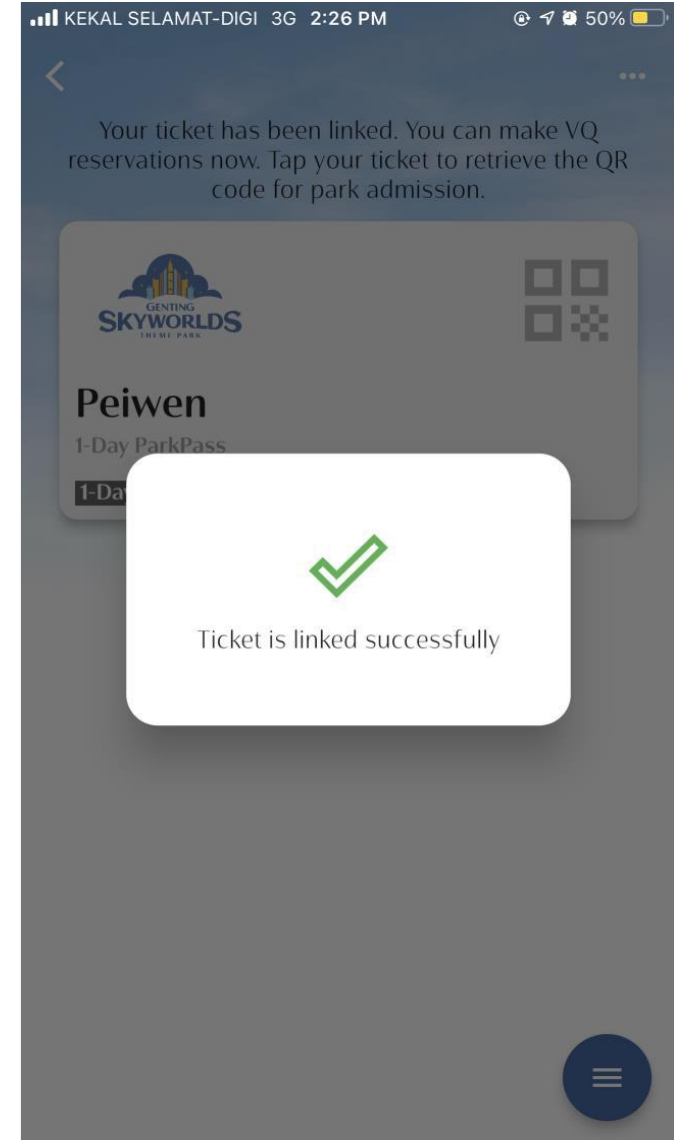 KEKAL SELAMAT-DIGI 3G 2:26 PM 50%
Your ticket has been linked. You can make VQ
reservations now. Tap your ticket to retrieve the QR
code for park admission.
GENTING
SKYWORLDS
THEME PARK
Peiwen
1-Day ParkPass
1-Da
Ticket is linked successfully